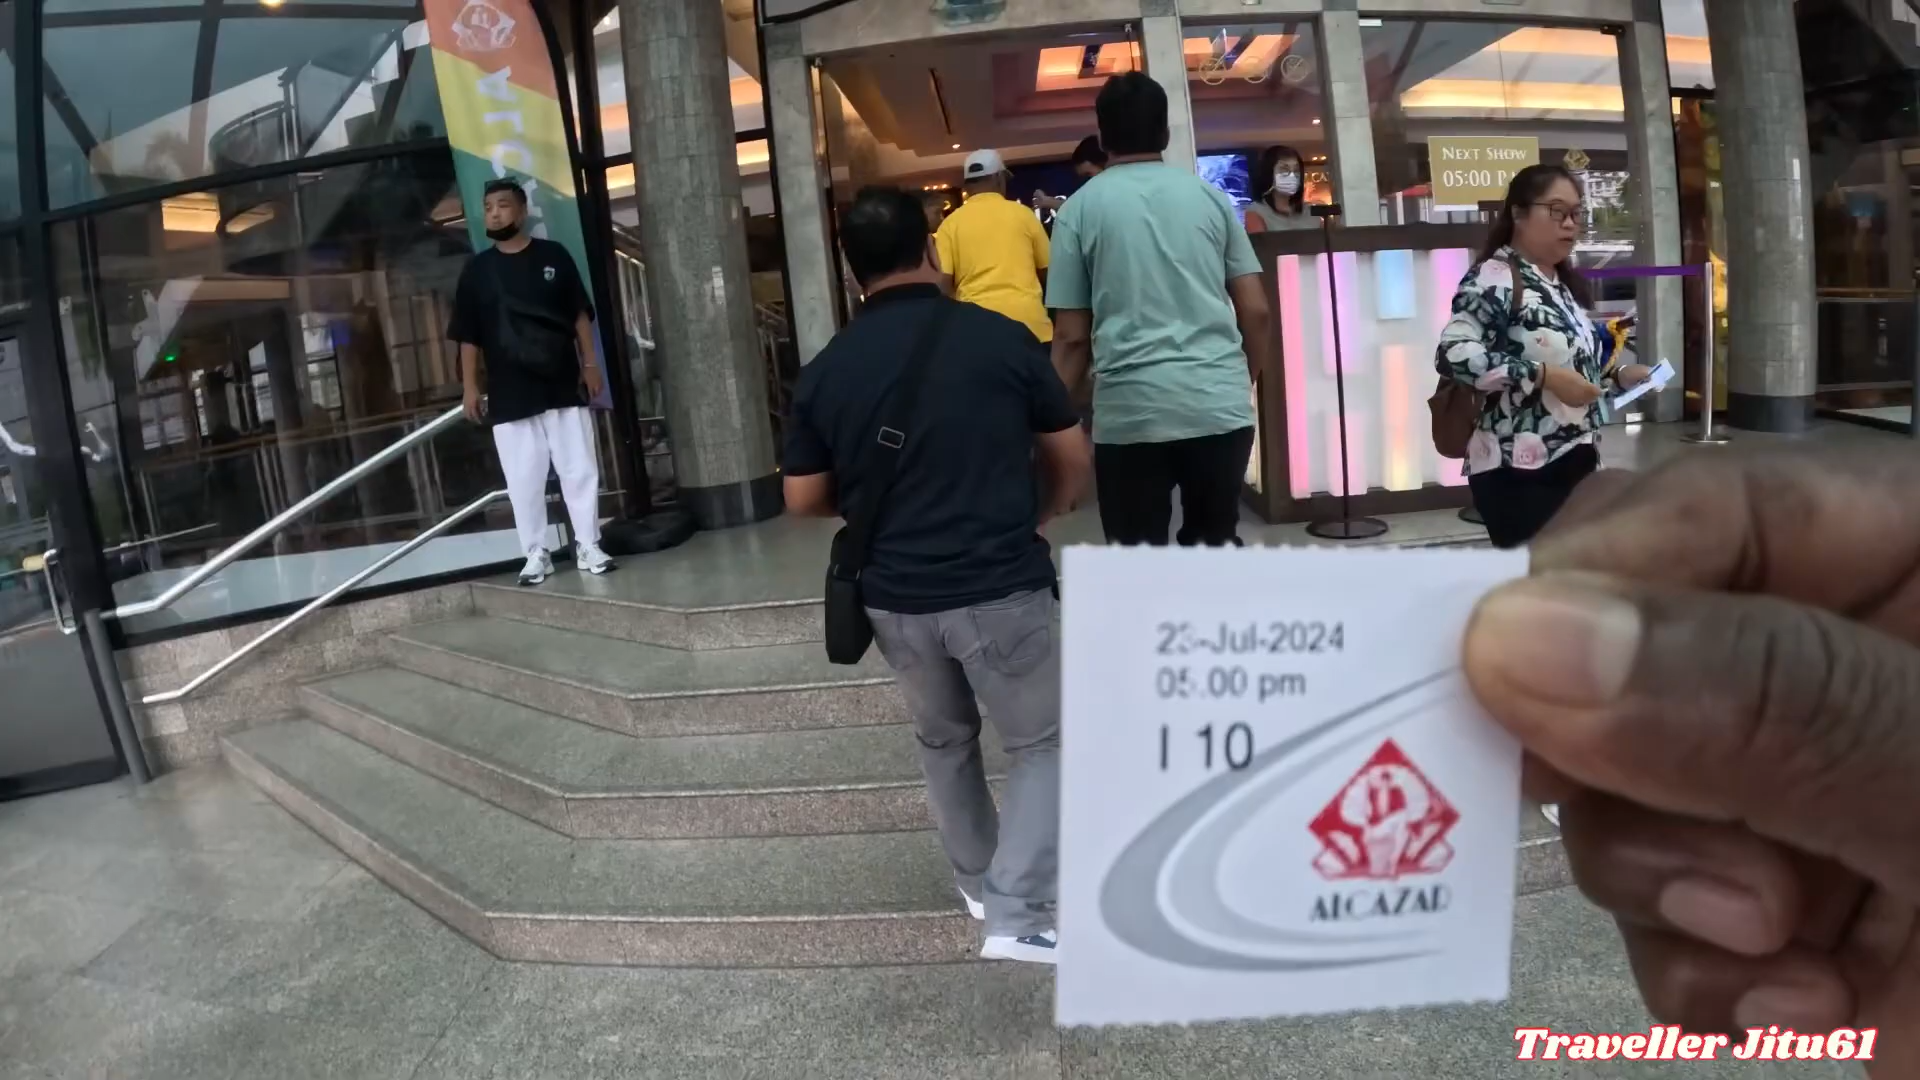 NEXT SHOW
05:00 P
23-Jul-2024
05.00 pm
I 10
ALCAZAR
Traveller Jitu61